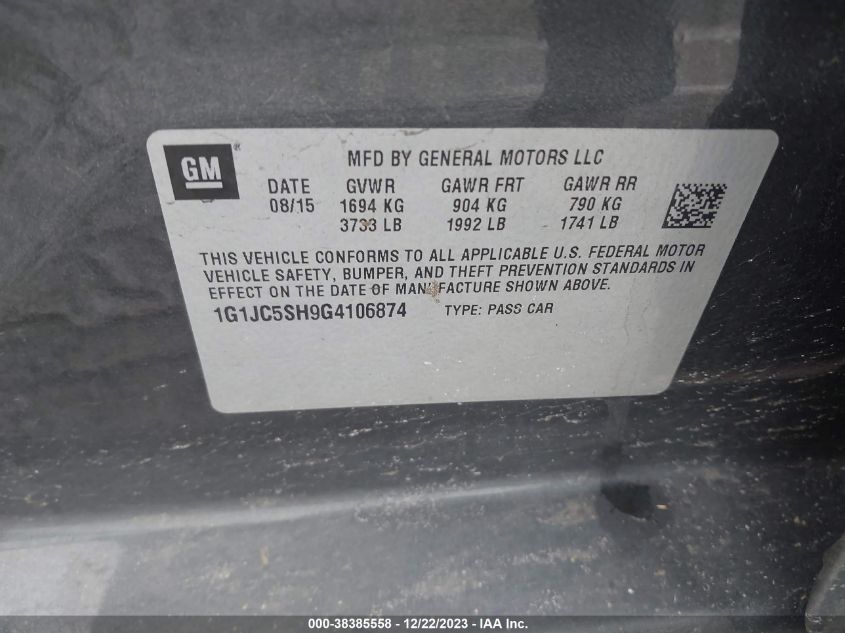 GM®
MFD BY GENERAL MOTORS LLC
DATE GVWR GAWR FRT GAWR RR
08/15 1694 KG 904 KG 790 KG
3733 LB 1992 LB 1741 LB
THIS VEHICLE CONFORMS TO ALL APPLICABLE U.S. FEDERAL MOTOR
VEHICLE SAFETY, BUMPER, AND THEFT PREVENTION STANDARDS IN
EFFECT ON THE DATE OF MANUFACTURE SHOWN ABOVE.
1G1JC5SH9G4106874 TYPE: PASS CAR
000-38385558 - 12/22/2023 - IAA Inc.